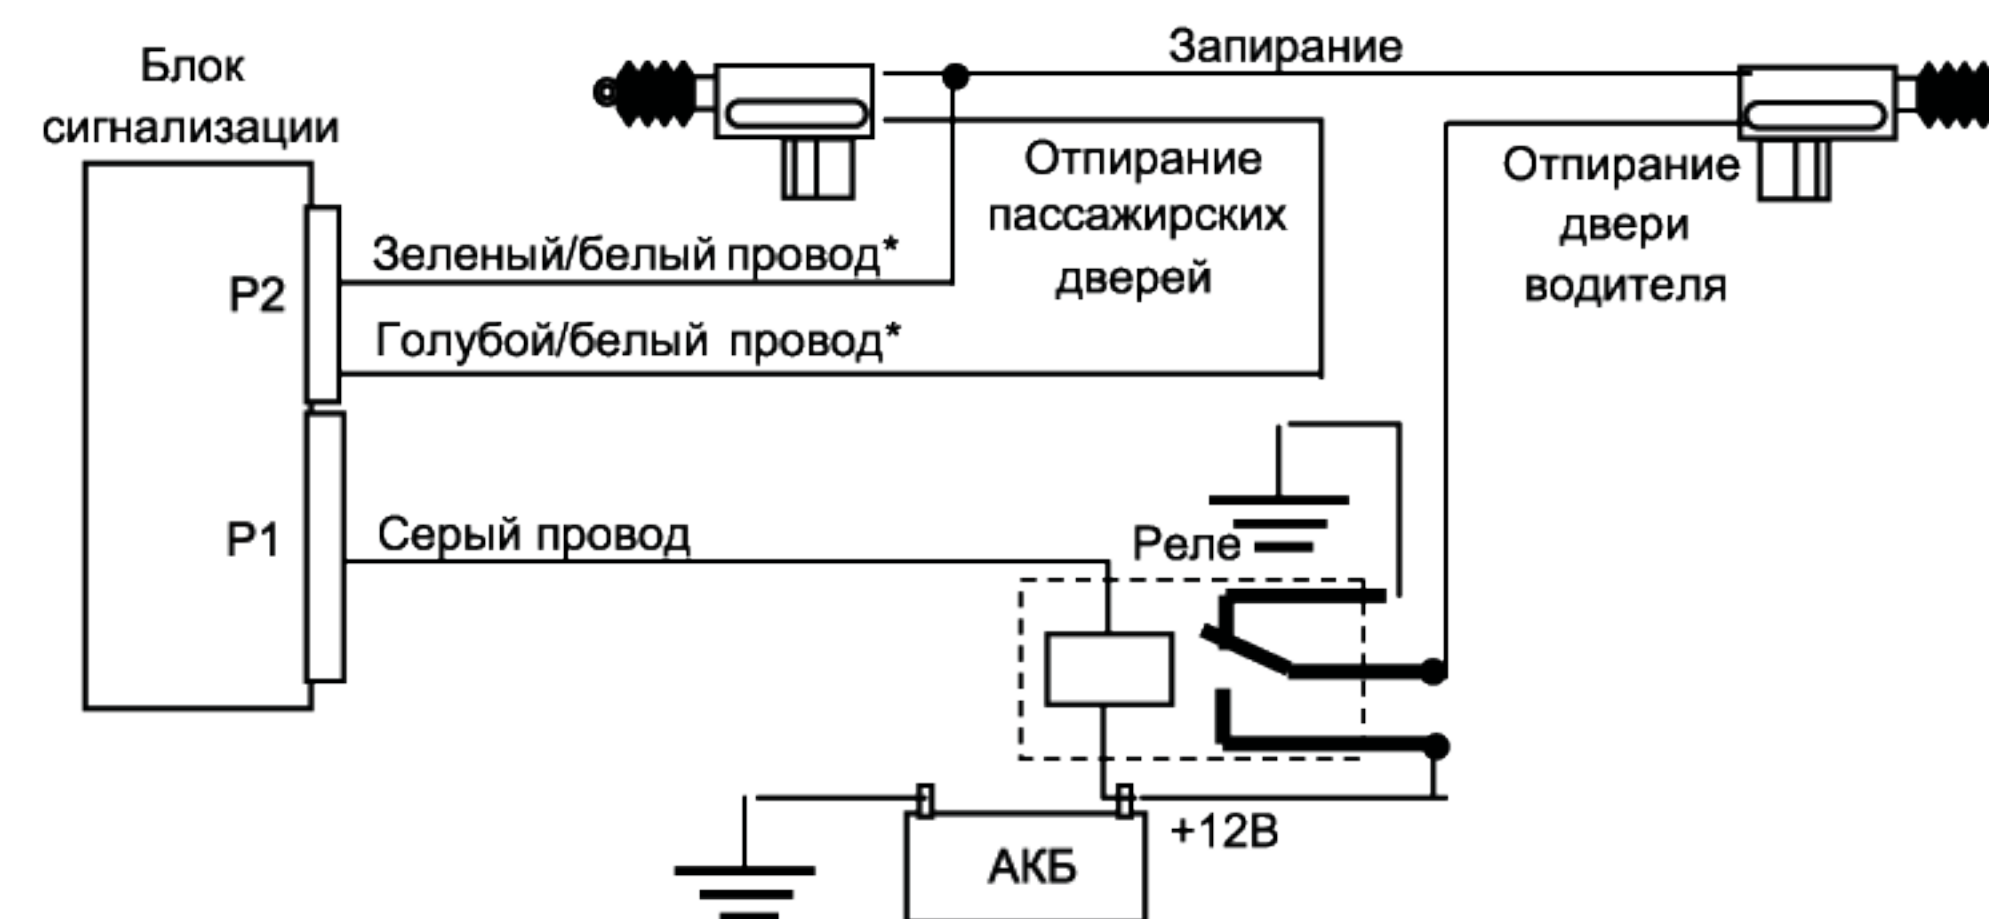 Блок
сигнализации
Запирание
Отпирание
пассажирских
дверей
Отпирание
двери
водителя
P2
Зеленый/белый провод*
Голубой/белый провод*
P1
Серый провод
Реле
+12В
АКБ